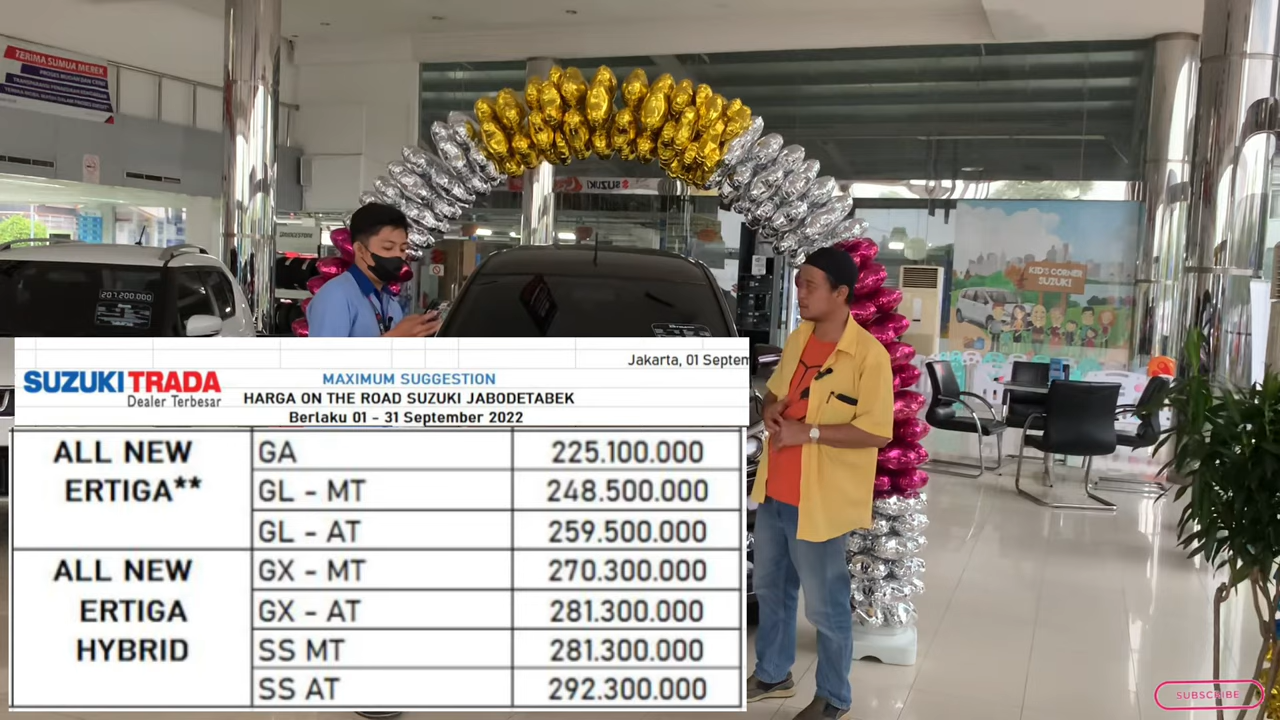 TERIMA SUMUA MEREK
SUZUKI
BRIDGESTONE
207.200.000
KID'S CORNER
SUZUKI
Jakarta, 01 Septem
SUZUKI TRADA
Dealer Terbesar
MAXIMUM SUGGESTION
HARGA ON THE ROAD SUZUKI JABODETABEK
Berlaku 01 - 31 September 2022
ALL NEW ERTIGA**
GA 225.100.000
GL - MT 248.500.000
GL - AT 259.500.000
ALL NEW ERTIGA HYBRID
GX - MT 270.300.000
GX - AT 281.300.000
SS MT 281.300.000
SS AT 292.300.000
SUBSCRIBE